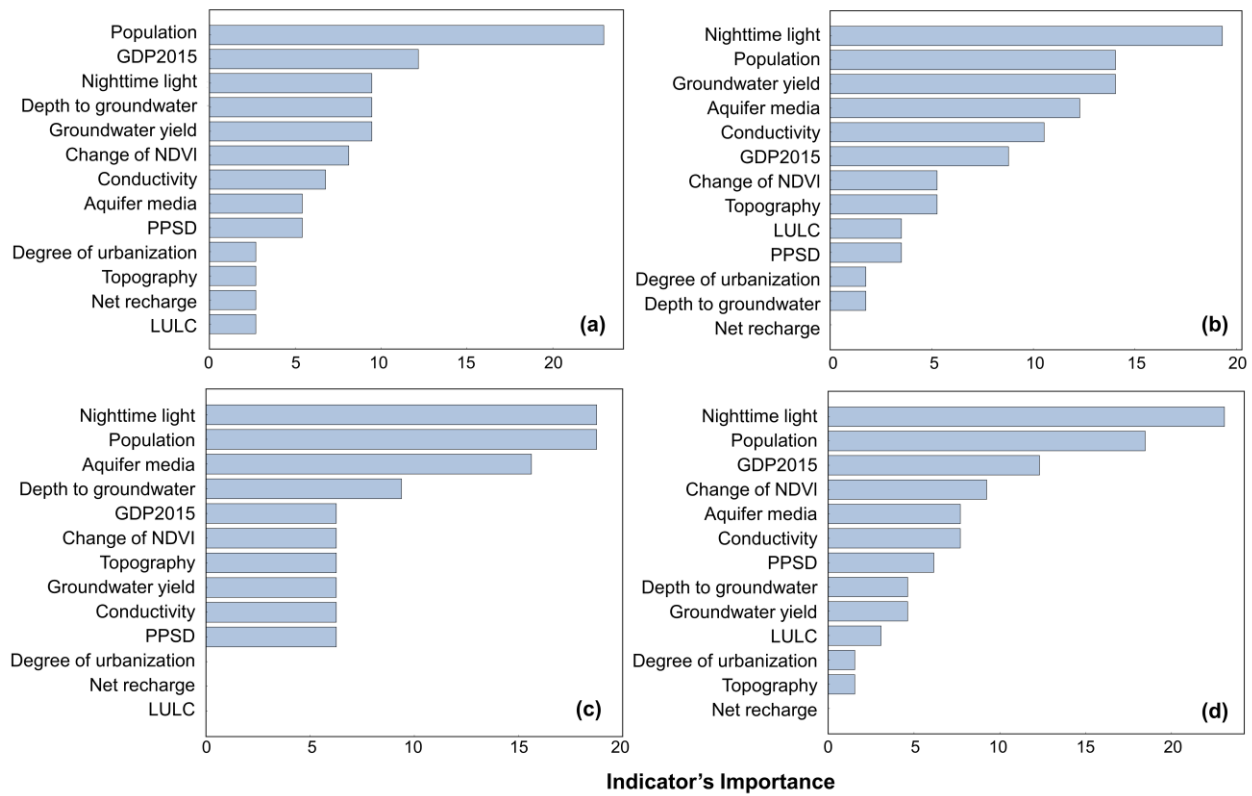 Population
GDP2015
Nighttime light
Depth to groundwater
Groundwater yield
Change of NDVI
Conductivity
Aquifer media
PPSD
Degree of urbanization
Topography
Net recharge
LULC
(a)
0 5 10 15 20
Nighttime light
Population
Groundwater yield
Aquifer media
Conductivity
GDP2015
Change of NDVI
Topography
LULC
PPSD
Degree of urbanization
Depth to groundwater
Net recharge
(b)
0 5 10 15 20
Nighttime light
Population
Aquifer media
Depth to groundwater
GDP2015
Change of NDVI
Topography
Groundwater yield
Conductivity
PPSD
Degree of urbanization
Net recharge
LULC
(c)
0 5 10 15 20
Nighttime light
Population
GDP2015
Change of NDVI
Aquifer media
Conductivity
PPSD
Depth to groundwater
Groundwater yield
LULC
Degree of urbanization
Topography
Net recharge
(d)
0 5 10 15 20
Indicator's Importance